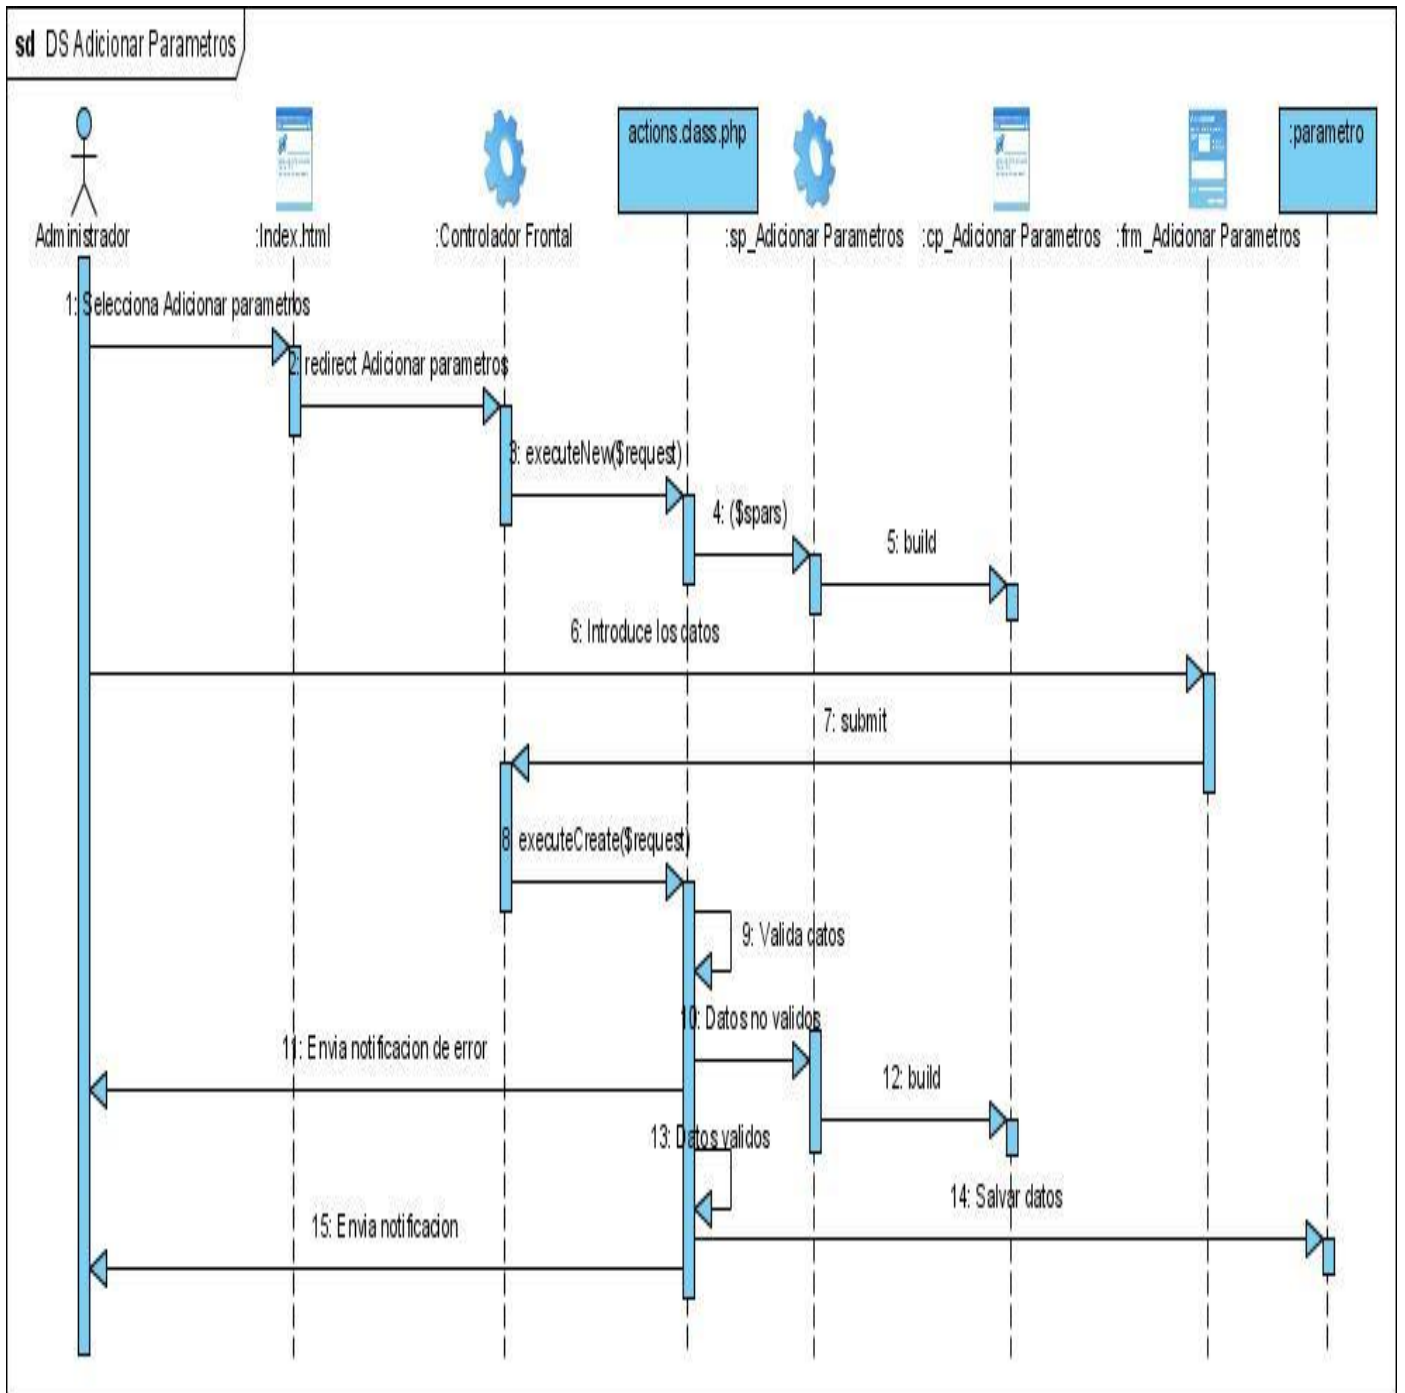 sd DS Adicionar Parametros
Administrador
:Index.html
:Controlador Frontal
actions.class.php
:sp_Adicionar Parametros
:cp_Adicionar Parametros
:frm_Adicionar Parametros
:parametro
1: Selecciona Adicionar parametros
2: redirect Adicionar parametros
3: executeNew($request)
4: ($spars)
5: build
6: Introduce los datos
7: submit
8: executeCreate($request)
9: Valida datos
10: Datos no validos
11: Envia notificacion de error
12: build
13: Datos validos
14: Salvar datos
15: Envia notificacion